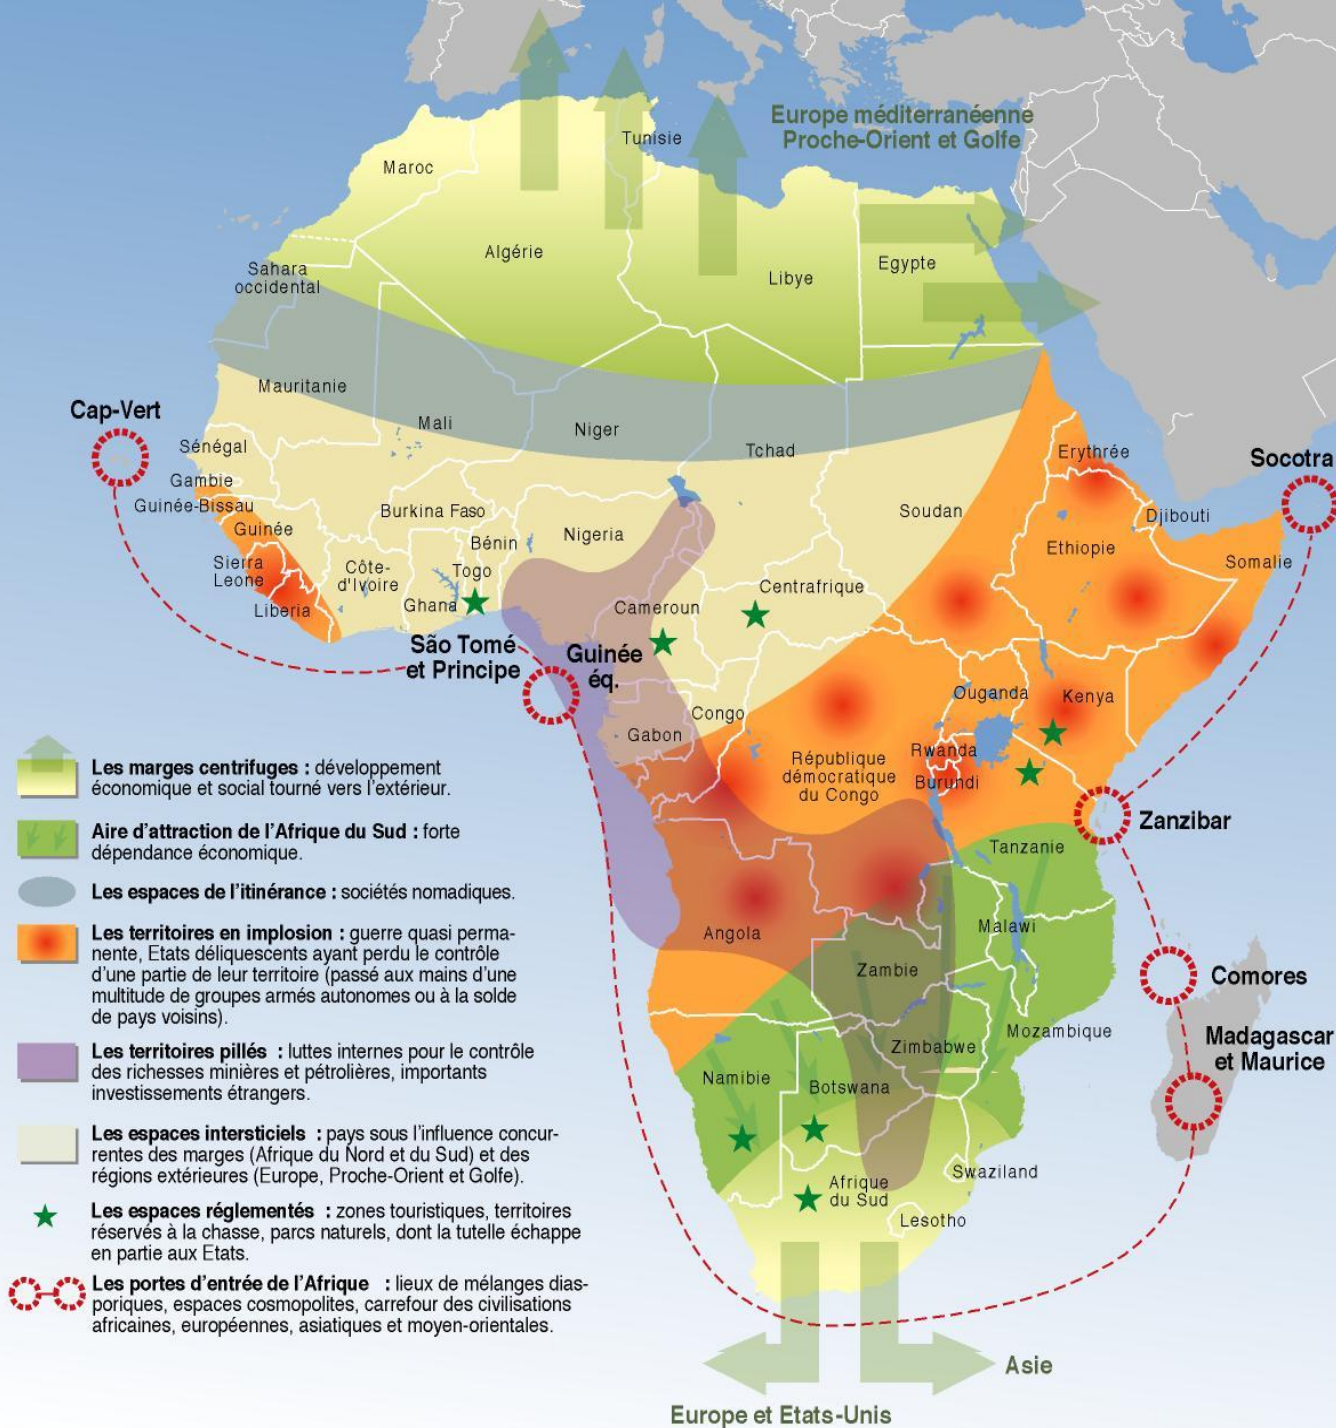 Europe méditerranéenne
Proche-Orient et Golfe
Tunisie
Maroc
Algérie
Libye
Egypte
Sahara
occidental
Mauritanie
Mali
Niger
Tchad
Cap-Vert
Sénégal
Gambie
Guinée-Bissau
Guinée
Sierra
Leone
Liberia
Burkina Faso
Côte-
d'Ivoire
Ghana
Togo
Bénin
Nigeria
Soudan
Erythrée
Djibouti
Ethiopie
Somalie
Socotra
Cameroun
Centrafrique
São Tomé
et Principe
Guinée
éq.
Gabon
Congo
République
démocratique
du Congo
Ouganda
Kenya
Rwanda
Burundi
Zanzibar
Tanzanie
Malawi
Angola
Zambie
Mozambique
Zimbabwe
Namibie
Botswana
Comores
Madagascar
et Maurice
Swaziland
Afrique
du Sud
Lesotho
Les marges centrifuges : développement
économique et social tourné vers l'extérieur.
Aire d'attraction de l'Afrique du Sud : forte
dépendance économique.
Les espaces de l'itinérance : sociétés nomadiques.
Les territoires en implosion : guerre quasi perma-
nente, Etats déliquescents ayant perdu le contrôle
d'une partie de leur territoire (passé aux mains d'une
multitude de groupes armés autonomes ou à la solde
de pays voisins).
Les territoires pillés : luttes internes pour le contrôle
des richesses minières et pétrolières, importants
investissements étrangers.
Les espaces intersticiels : pays sous l'influence concur-
rentes des marges (Afrique du Nord et du Sud) et des
régions extérieures (Europe, Proche-Orient et Golfe).
Les espaces réglementés : zones touristiques, territoires
réservés à la chasse, parcs naturels, dont la tutelle échappe
en partie aux Etats.
Les portes d'entrée de l'Afrique : lieux de mélanges dias-
poriques, espaces cosmopolites, carrefour des civilisations
africaines, européennes, asiatiques et moyen-orientales.
Asie
Europe et Etats-Unis